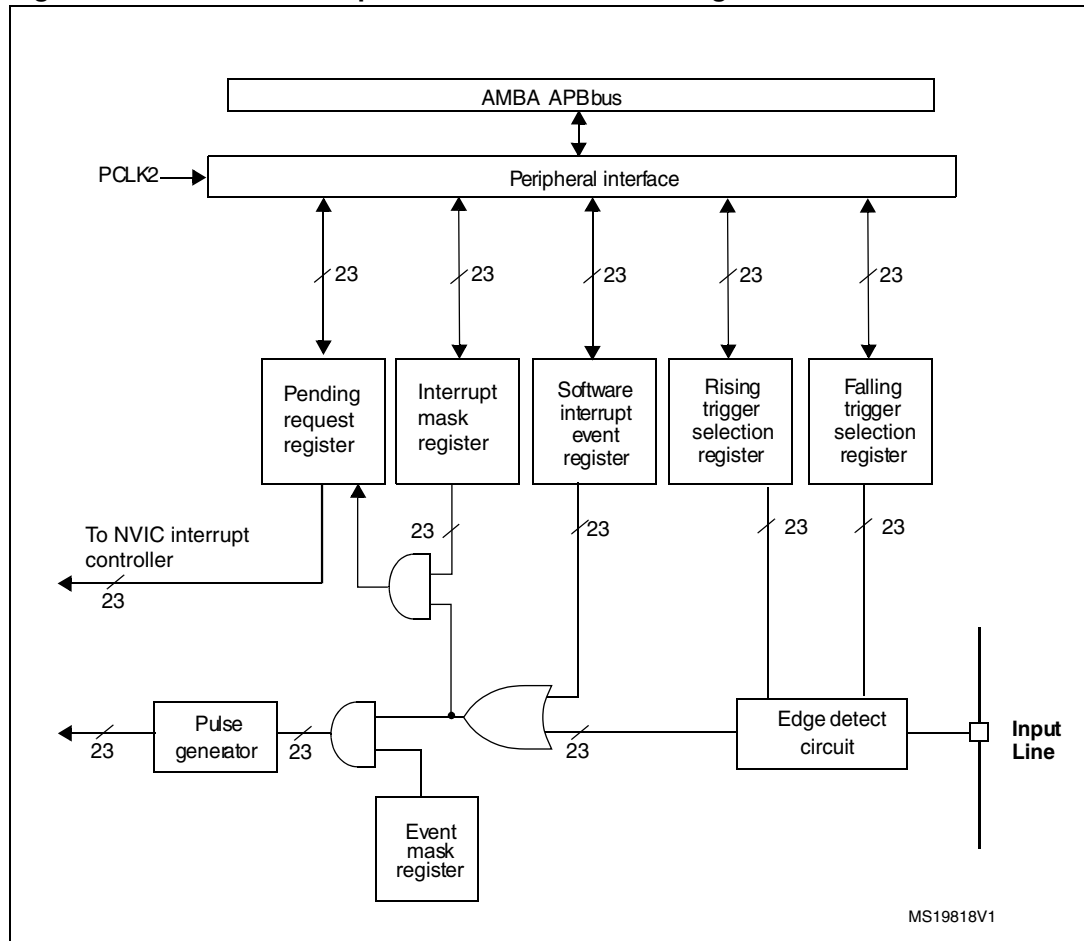 AMBA APB bus
PCLK2
Peripheral interface
23
23
23
23
23
Pending
request
register
Interrupt
mask
register
Software
interrupt
event
register
Rising
trigger
selection
register
Falling
trigger
selection
register
To NVIC interrupt
controller
23
23
23
23
23
Pulse
generator
23
23
23
Edge detect
circuit
Input
Line
Event
mask
register
MS19818V1